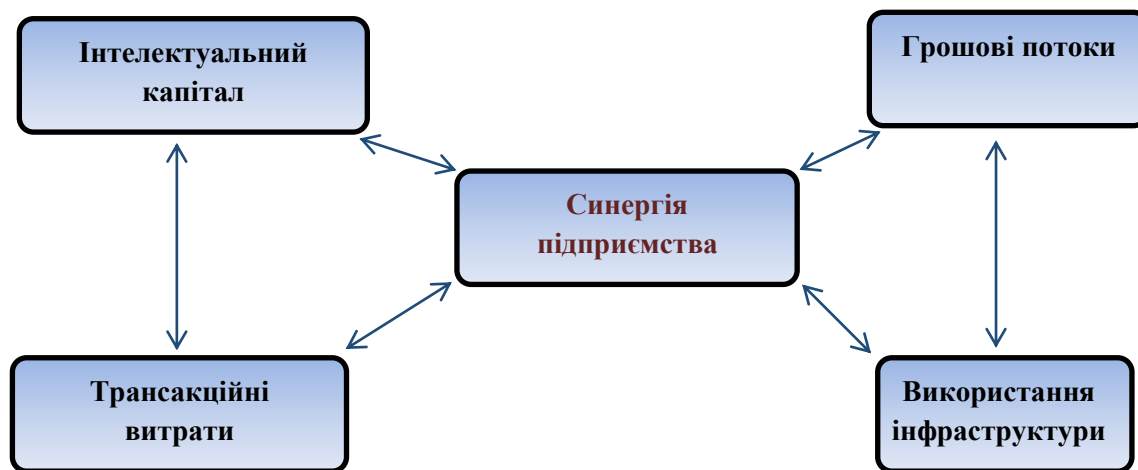 Інтелектуальний
капітал
Грошові потоки
Синергія
підприємства
Трансакційні
витрати
Використання
інфраструктури